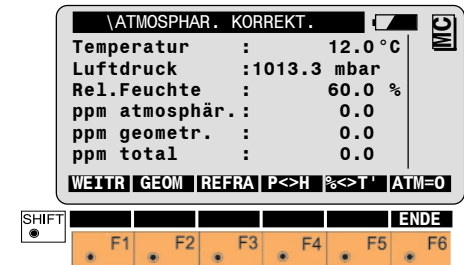 \ATMOSPHAR. KORREKT.
MC
Temperatur : 12.0°C
Luftdruck :1013.3 mbar
Rel.Feuchte : 60.0 %
ppm atmosphär.: 0.0
ppm geometr. : 0.0
ppm total : 0.0
WEITR GEOM REFRA P<>H %<>T' ATM=0
SHIFT ENDE
F1 F2 F3 F4 F5 F6